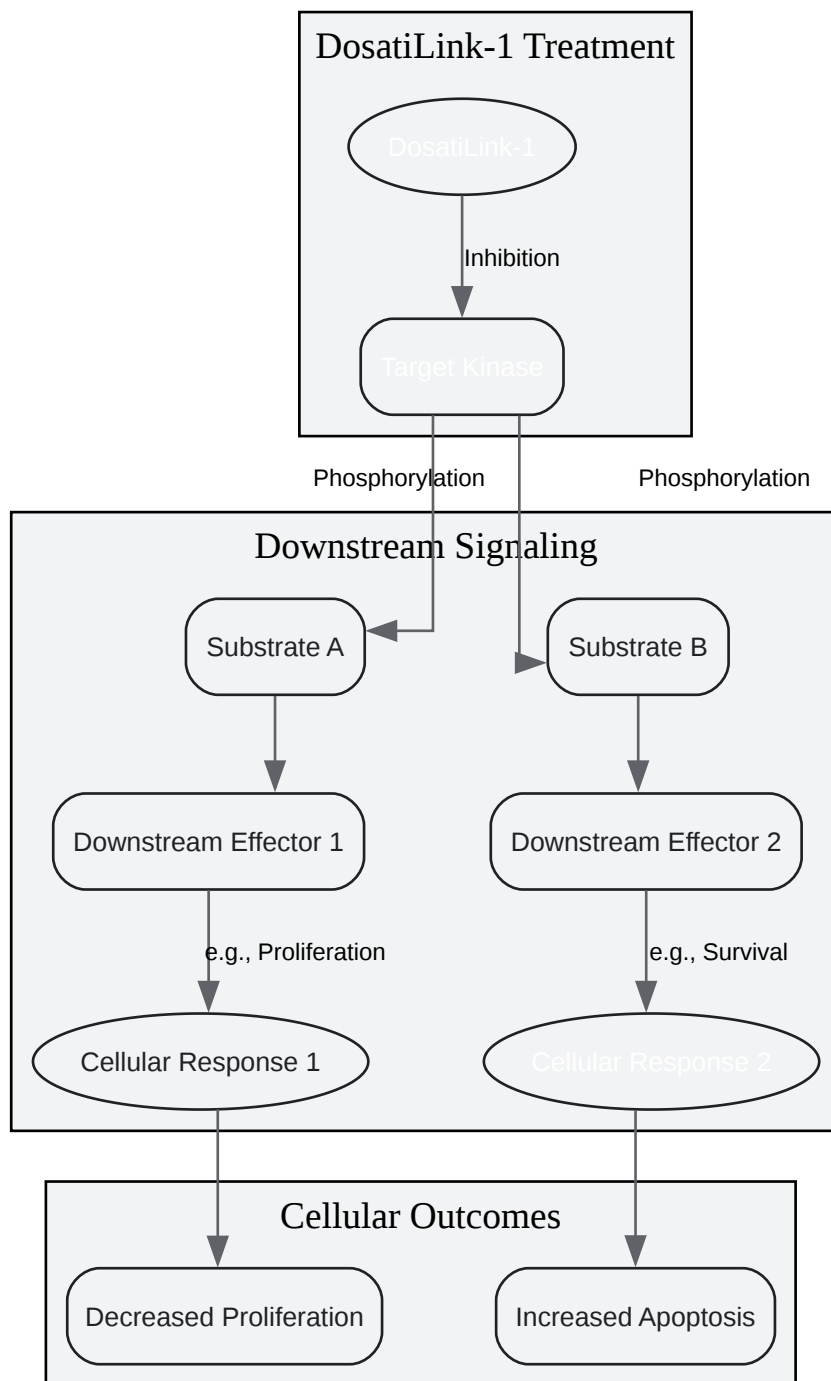 DosatiLink-1 Treatment
DosatiLink-1
Inhibition
Target Kinase
Phosphorylation
Phosphorylation
Downstream Signaling
Substrate A
Substrate B
Downstream Effector 1
Downstream Effector 2
e.g., Proliferation
e.g., Survival
Cellular Response 1
Cellular Response 2
Cellular Outcomes
Decreased Proliferation
Increased Apoptosis